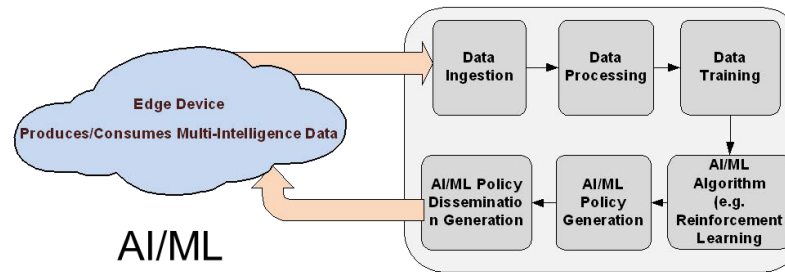 Edge Device
Produces/Consumes Multi-Intelligence Data
AI/ML
Data
Ingestion
Data
Processing
Data
Training
AI/ML
Algorithm
(e.g.
Reinforcement
Learning
AI/ML
Policy
Generation
AI/ML Policy
Disseminatio
n Generation